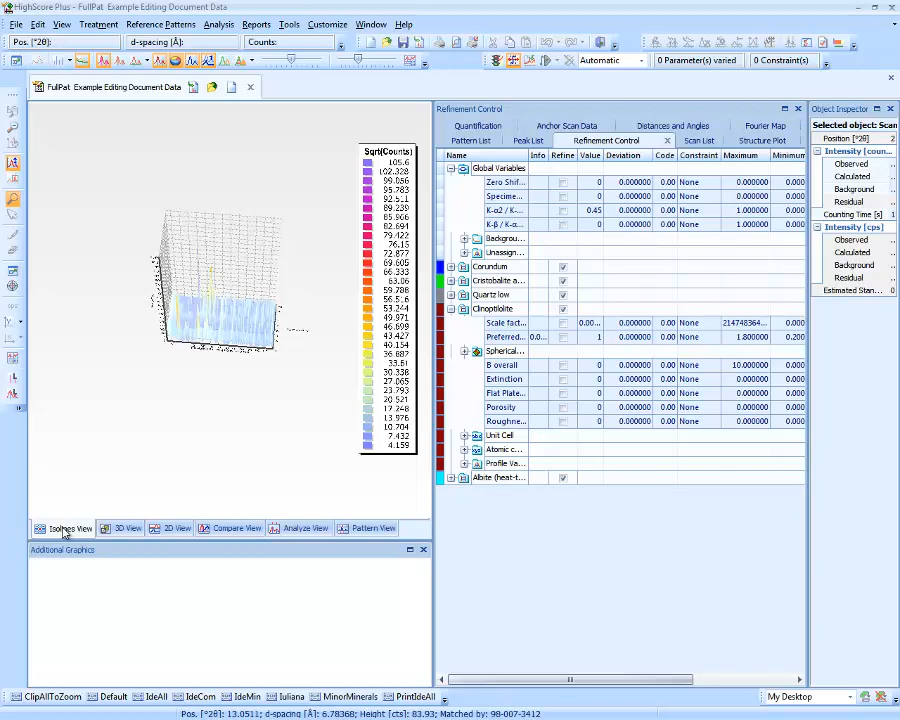 HighScore Plus - FullPat Example Editing Document Data
File Edit View Treatment Reference Patterns Analysis Reports Tools Customize Window Help
Pos. [°2θ]: d-spacing [Å]: Counts:
Automatic 0 Parameter(s) varied 0 Constraint(s)
FullPat Example Editing Document Data
Sqrt(Counts)
105.6
102.328
99.056
95.783
92.511
89.239
85.966
82.694
79.422
76.15
72.877
69.605
66.333
63.06
59.788
56.516
53.244
49.971
46.699
43.427
40.154
36.887
33.61
30.338
27.065
23.793
20.521
17.248
13.976
10.704
7.432
4.159
Isolines View 3D View 2D View Compare View Analyze View Pattern View
Additional Graphics
Refinement Control
Quantification Anchor Scan Data Distances and Angles Fourier Map
Pattern List Peak List Refinement Control Scan List Structure Plot
Name Info Refine Value Deviation Code Constraint Maximum Minimum
Global Variables
Zero Shif... 0 0.000000 0.00 None 0.000000 0.000
Specime... 0 0.000000 0.00 None 0.000000 0.000
K-α2 / K-... 0.45 0.000000 0.00 None 1.000000 0.000
K-β / K-α... 0 0.000000 0.00 None 1.000000 0.000
Backgrou...
Unassign...
Corundum
Cristobalite a...
Quartz low
Clinoptilolite
Scale fact... 0.00... 0.000000 0.00 None 214748364... 0.000
Preferred... 0.0... 1 0.000000 0.00 None 1.800000 0.200
Spherical...
B overall 0 0.000000 0.00 None 10.000000 0.000
Extinction 0 0.000000 0.00 None 0.000000 0.000
Flat Plate... 0 0.000000 0.00 None 0.000000 0.000
Porosity 0 0.000000 0.00 None 0.000000 0.000
Roughne... 0 0.000000 0.00 None 0.000000 0.000
Unit Cell
Atomic c...
Profile Va...
Albite (heat-t...
Object Inspector
Selected object: Scan
Position [°2θ] 2
Intensity [coun...
Observed ..
Calculated ..
Background ..
Residual ..
Counting Time [s] 1
Intensity [cps]
Observed ..
Calculated ..
Background ..
Residual ..
Estimated Stan... ..
ClipAllToZoom Default IdeAll IdeCom IdeMin Iuliana MinorMinerals PrintIdeAll My Desktop
Pos. [°2θ]: 13.0511; d-spacing [Å]: 6.78368; Height [cts]: 83.93; Matched by: 98-007-3412